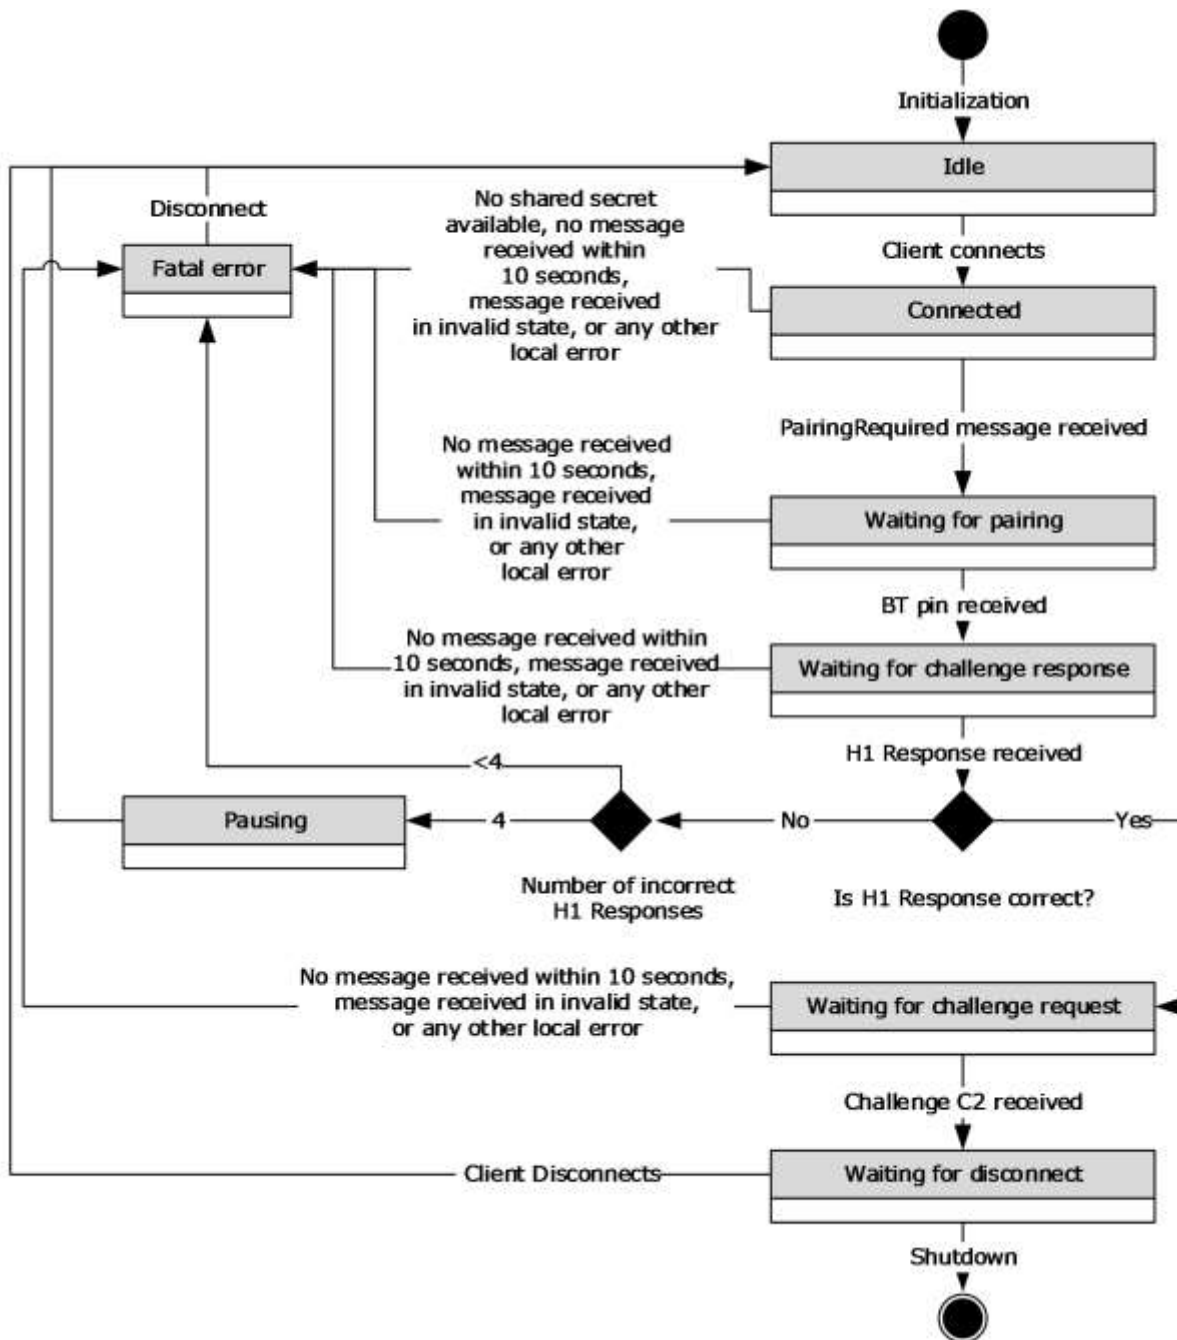 Initialization
Idle
Disconnect
No shared secret
available, no message
received within
10 seconds,
message received
in invalid state, or any other
local error
Client connects
Fatal error
Connected
PairingRequired message received
No message received
within 10 seconds,
message received
in invalid state,
or any other
local error
Waiting for pairing
BT pin received
No message received within
10 seconds, message received
in invalid state, or any other
local error
Waiting for challenge response
H1 Response received
<4
Pausing
4
No
Yes
Number of incorrect
H1 Responses
Is H1 Response correct?
No message received within 10 seconds,
message received in invalid state,
or any other local error
Waiting for challenge request
Challenge C2 received
Client Disconnects
Waiting for disconnect
Shutdown